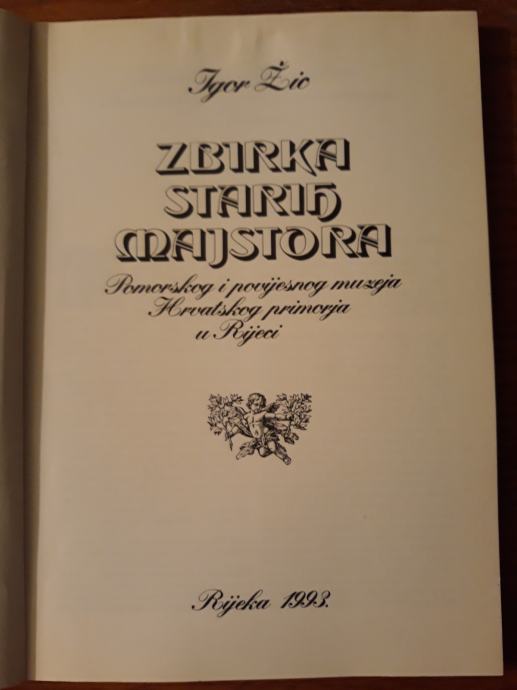 Igor Žic
ZBIRKA
STARIH
MAJSTORA
Pomorskog i povijesnog muzeja
Hrvatskog primorja
u Rijeci
Rijeka 1993.